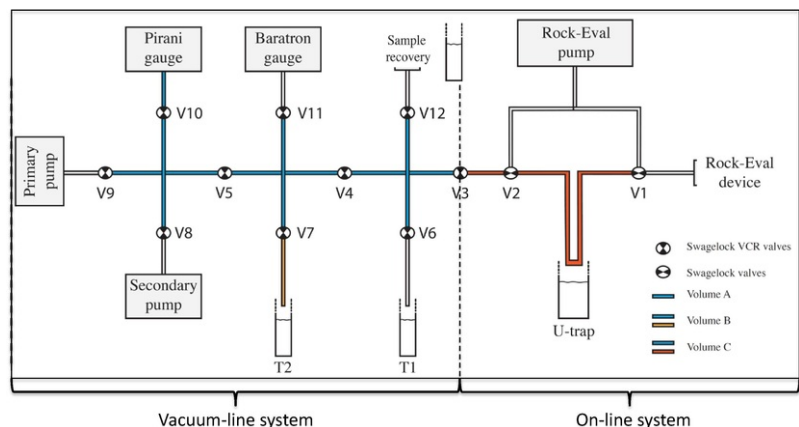 Pirani
gauge
Baratron
gauge
Sample
recovery
Rock-Eval
pump
V10
V11
V12
Primary
pump
V9
V5
V4
V3
V2
V1
Rock-Eval
device
V8
V7
V6
Secondary
pump
T2
T1
U-trap
Swagelock VCR valves
Swagelock valves
Volume A
Volume B
Volume C
Vacuum-line system
On-line system